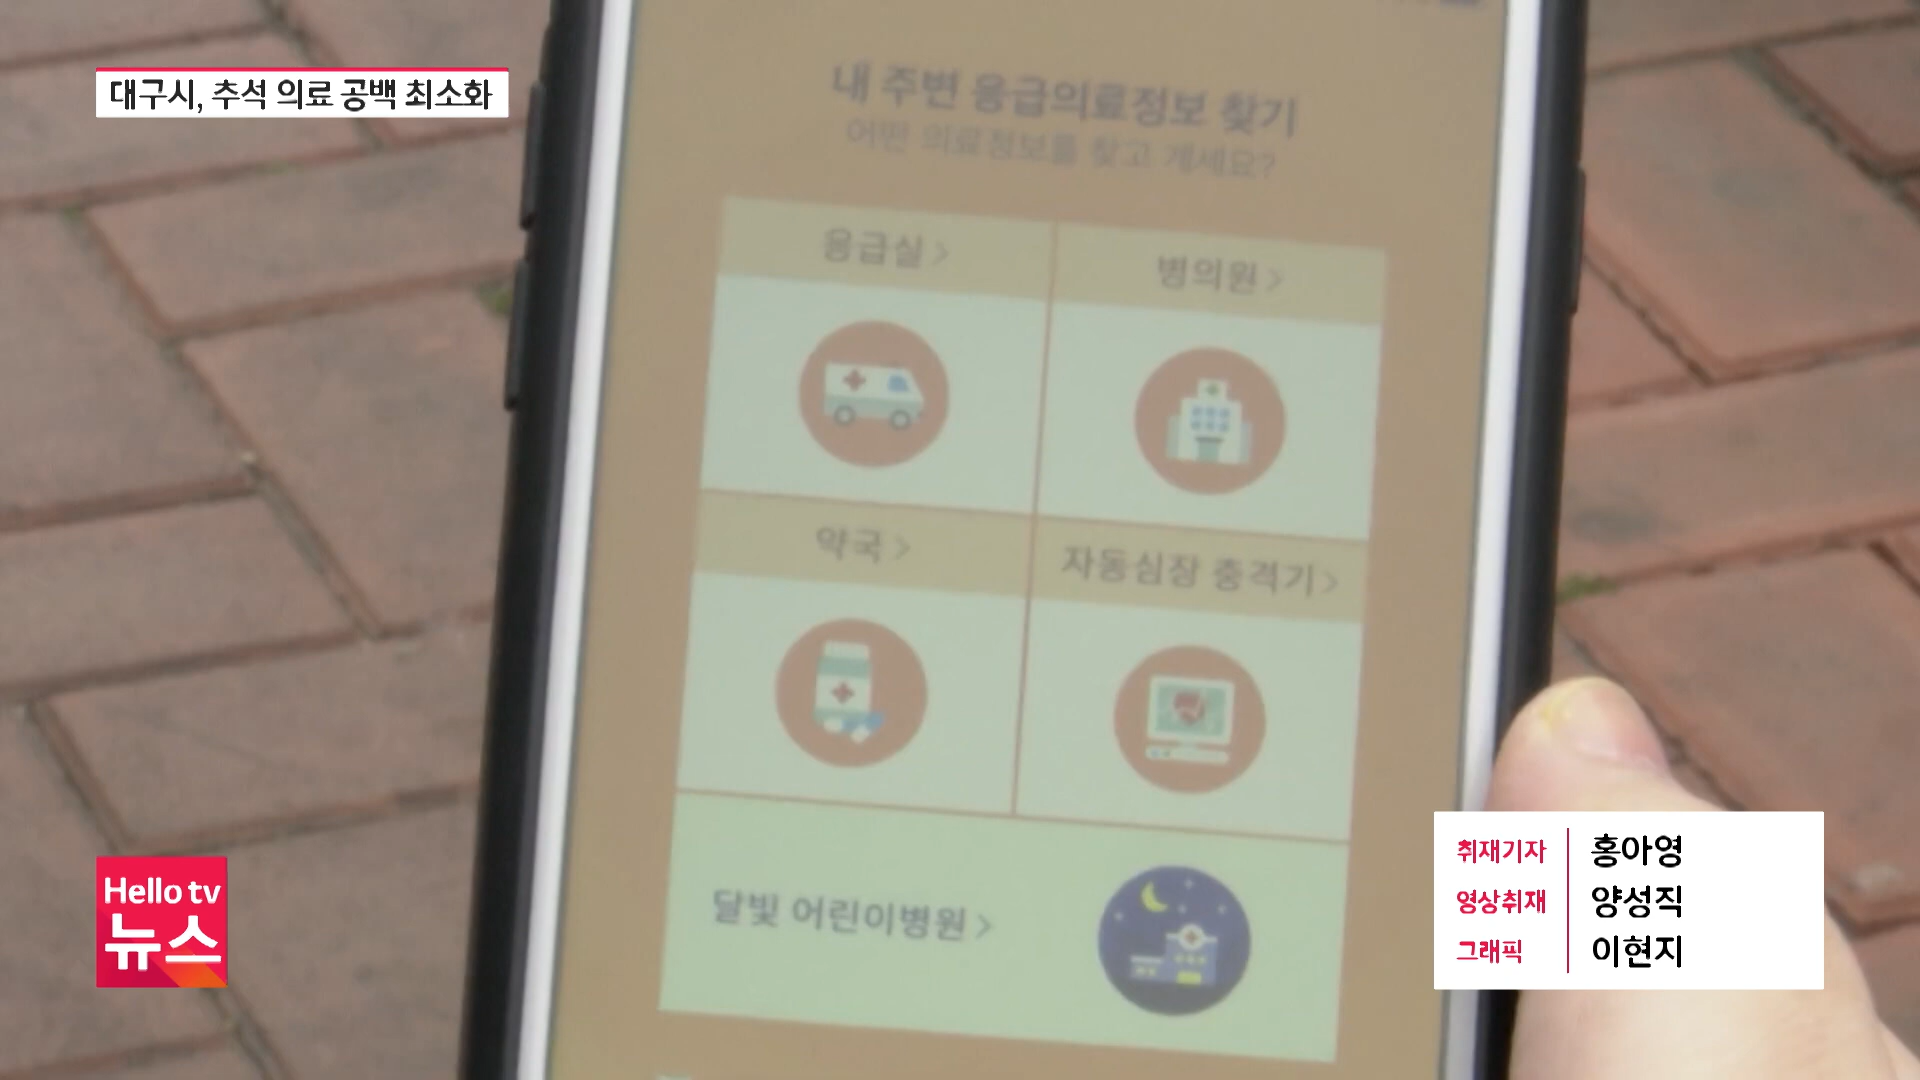 대구시, 추석 의료 공백 최소화
내 주변 응급의료정보 찾기
어떤 의료정보를 찾고 계세요?
응급실 >
병의원 >
약국 >
자동심장 충격기 >
달빛 어린이병원 >
Hello tv
뉴스
취재기자 홍아영
영상취재 양성직
그래픽 이현지